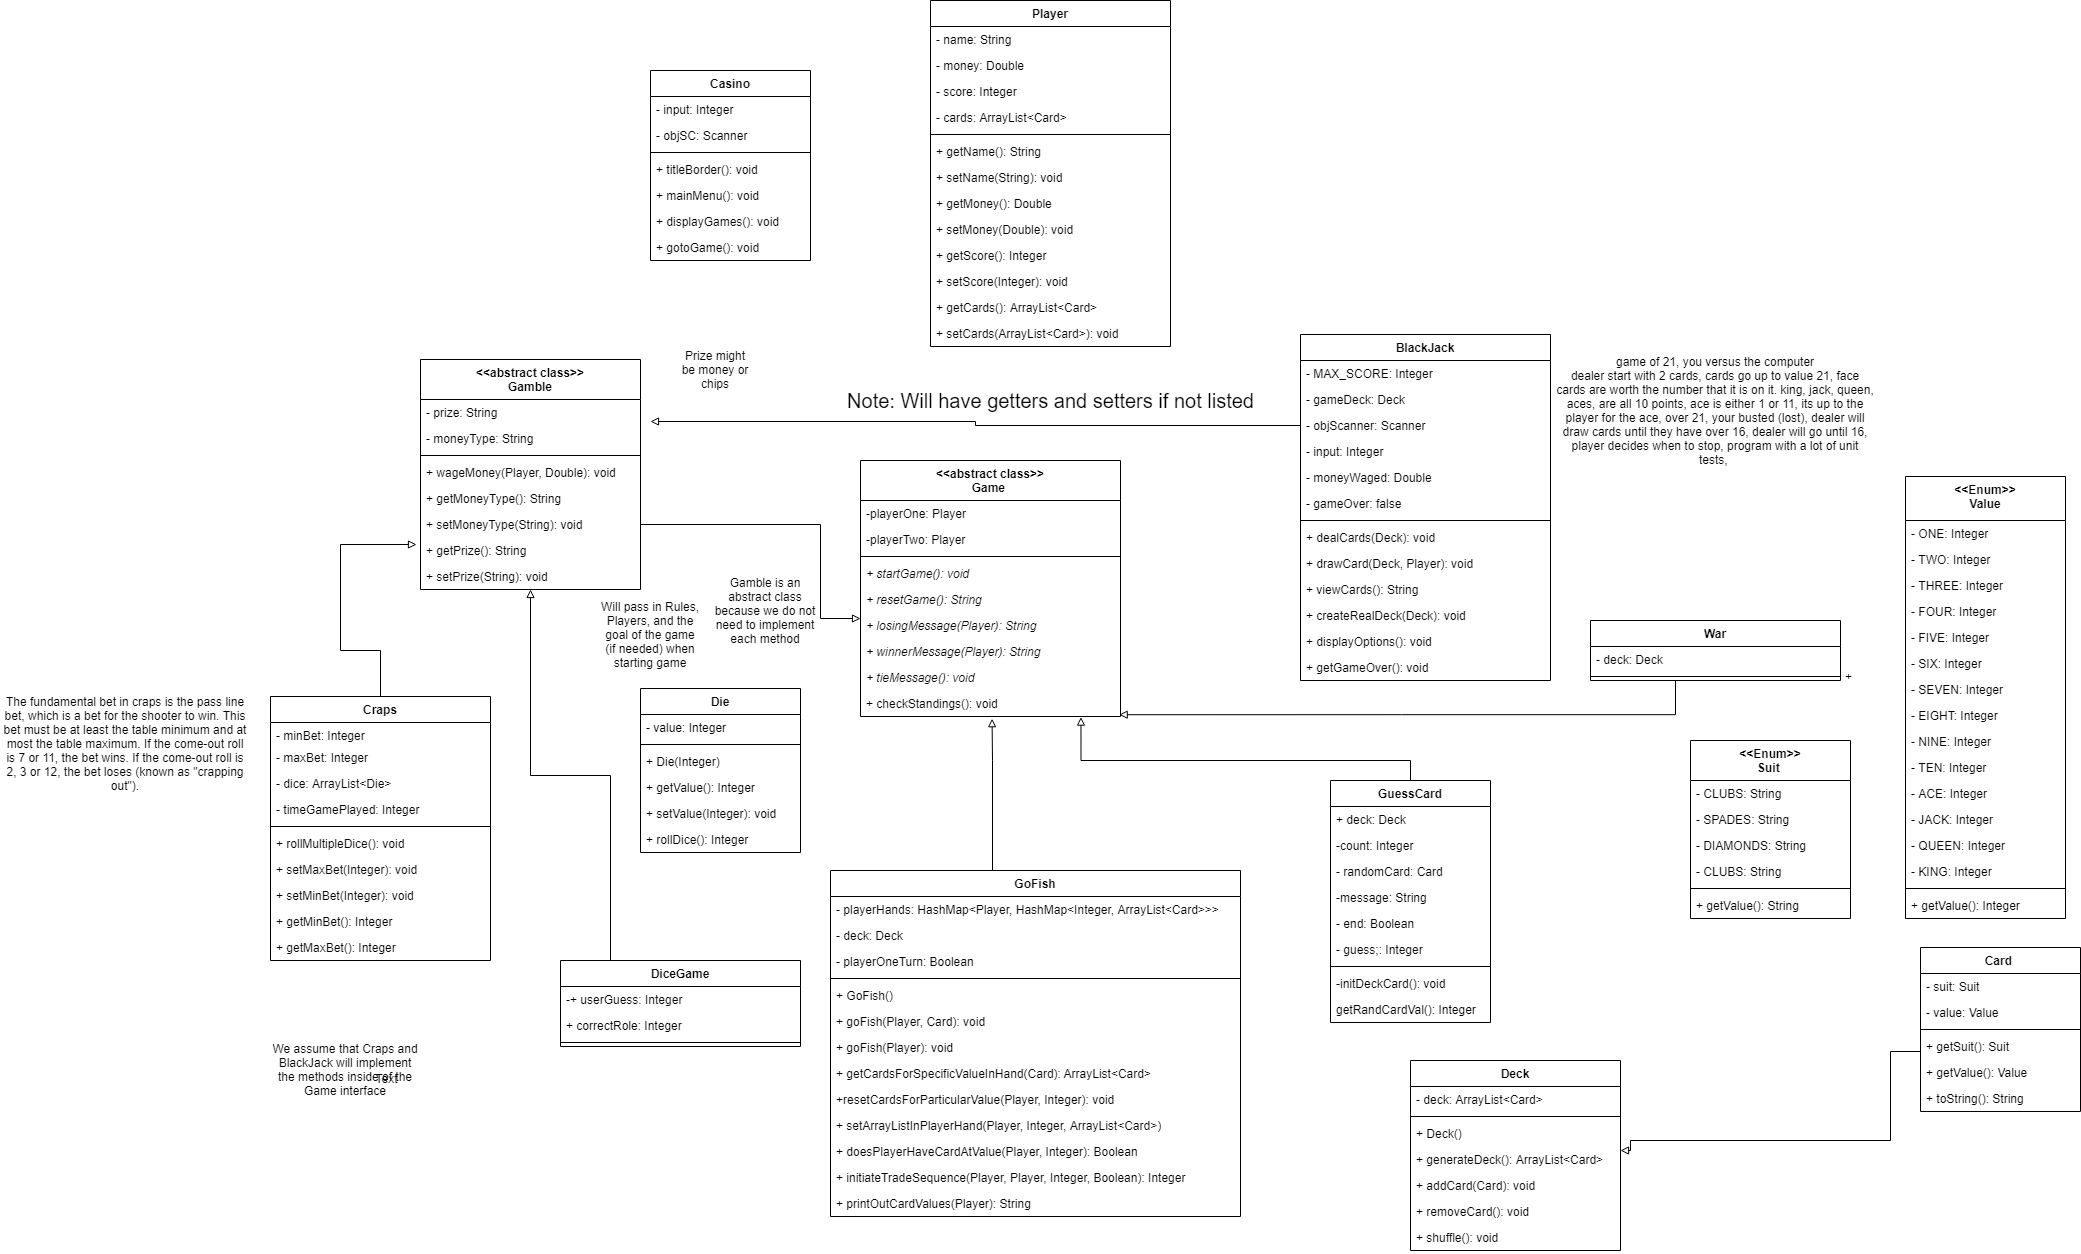 Player
- name: String
- money: Double
- score: Integer
- cards: ArrayList<Card>
+ getName(): String
+ setName(String): void
+ getMoney(): Double
+ setMoney(Double): void
+ getScore(): Integer
+ setScore(Integer): void
+ getCards(): ArrayList<Card>
+ setCards(ArrayList<Card>): void
Casino
- input: Integer
- objSC: Scanner
+ titleBorder(): void
+ mainMenu(): void
+ displayGames(): void
+ gotoGame(): void
Prize might
be money or
chips
<<abstract class>>
Gamble
- prize: String
- moneyType: String
+ wageMoney(Player, Double): void
+ getMoneyType(): String
+ setMoneyType(String): void
+ getPrize(): String
+ setPrize(String): void
Note: Will have getters and setters if not listed
BlackJack
- MAX_SCORE: Integer
- gameDeck: Deck
- objScanner: Scanner
- input: Integer
- moneyWaged: Double
- gameOver: false
+ dealCards(Deck): void
+ drawCard(Deck, Player): void
+ viewCards(): String
+ createRealDeck(Deck): void
+ displayOptions(): void
+ getGameOver(): void
game of 21, you versus the computer
dealer start with 2 cards, cards go up to value 21, face
cards are worth the number that it is on it. king, jack, queen,
aces, are all 10 points, ace is either 1 or 11, its up to the
player for the ace, over 21, your busted (lost), dealer will
draw cards until they have over 16, dealer will go until 16,
player decides when to stop, program with a lot of unit
tests,
<<abstract class>>
Game
-playerOne: Player
-playerTwo: Player
+ startGame(): void
+ resetGame(): String
+ losingMessage(Player): String
+ winnerMessage(Player): String
+ tieMessage(): void
+ checkStandings(): void
<<Enum>>
Value
- ONE: Integer
- TWO: Integer
- THREE: Integer
- FOUR: Integer
- FIVE: Integer
- SIX: Integer
- SEVEN: Integer
- EIGHT: Integer
- NINE: Integer
- TEN: Integer
- ACE: Integer
- JACK: Integer
- QUEEN: Integer
- KING: Integer
+ getValue(): Integer
Gamble is an
abstract class
because we do not
need to implement
each method
Will pass in Rules,
Players, and the
goal of the game
(if needed) when
starting game
War
- deck: Deck
+
The fundamental bet in craps is the pass line
bet, which is a bet for the shooter to win. This
bet must be at least the table minimum and at
most the table maximum. If the come-out roll
is 7 or 11, the bet wins. If the come-out roll is
2, 3 or 12, the bet loses (known as "crapping
out").
Craps
- minBet: Integer
- maxBet: Integer
- dice: ArrayList<Die>
- timeGamePlayed: Integer
+ rollMultipleDice(): void
+ setMaxBet(Integer): void
+ setMinBet(Integer): void
+ getMinBet(): Integer
+ getMaxBet(): Integer
Die
- value: Integer
+ Die(Integer)
+ getValue(): Integer
+ setValue(Integer): void
+ rollDice(): Integer
<<Enum>>
Suit
- CLUBS: String
- SPADES: String
- DIAMONDS: String
- CLUBS: String
+ getValue(): String
GuessCard
+ deck: Deck
-count: Integer
- randomCard: Card
-message: String
- end: Boolean
- guess;: Integer
-initDeckCard(): void
getRandCardVal(): Integer
GoFish
- playerHands: HashMap<Player, HashMap<Integer, ArrayList<Card>>>
- deck: Deck
- playerOneTurn: Boolean
+ GoFish()
+ goFish(Player, Card): void
+ goFish(Player): void
+ getCardsForSpecificValueInHand(Card): ArrayList<Card>
+resetCardsForParticularValue(Player, Integer): void
+ setArrayListInPlayerHand(Player, Integer, ArrayList<Card>)
+ doesPlayerHaveCardAtValue(Player, Integer): Boolean
+ initiateTradeSequence(Player, Player, Integer, Boolean): Integer
+ printOutCardValues(Player): String
DiceGame
-+ userGuess: Integer
+ correctRole: Integer
Card
- suit: Suit
- value: Value
+ getSuit(): Suit
+ getValue(): Value
+ toString(): String
We assume that Craps and
BlackJack will implement
the methods inside of the
Game interface
Text
Deck
- deck: ArrayList<Card>
+ Deck()
+ generateDeck(): ArrayList<Card>
+ addCard(Card): void
+ removeCard(): void
+ shuffle(): void